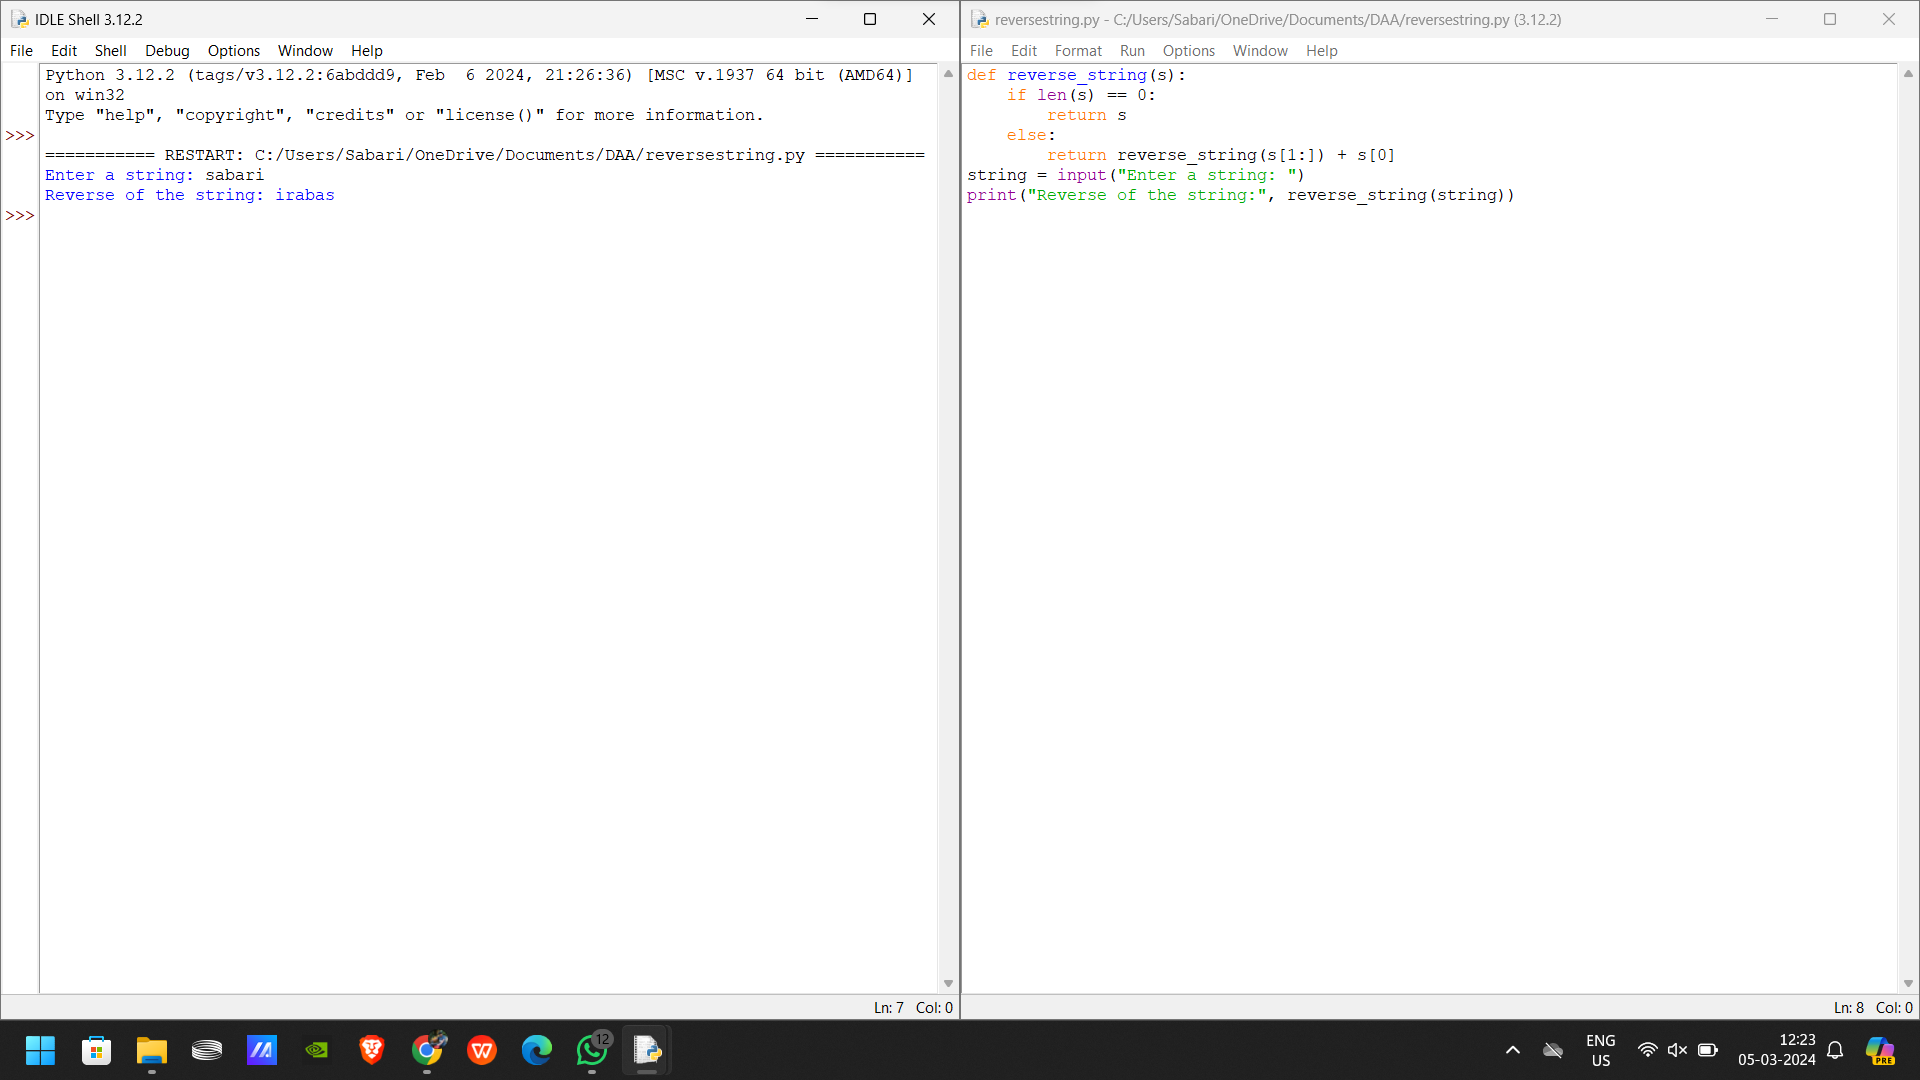 IDLE Shell 3.12.2
File Edit Shell Debug Options Window Help
Python 3.12.2 (tags/v3.12.2:6abddd9, Feb  6 2024, 21:26:36) [MSC v.1937 64 bit (AMD64)]
on win32
Type "help", "copyright", "credits" or "license()" for more information.
>>>
=========== RESTART: C:/Users/Sabari/OneDrive/Documents/DAA/reversestring.py ===========
Enter a string: sabari
Reverse of the string: irabas
>>>
Ln: 7 Col: 0
reversestring.py - C:/Users/Sabari/OneDrive/Documents/DAA/reversestring.py (3.12.2)
File Edit Format Run Options Window Help
def reverse_string(s):
    if len(s) == 0:
        return s
    else:
        return reverse_string(s[1:]) + s[0]
string = input("Enter a string: ")
print("Reverse of the string:", reverse_string(string))
Ln: 8 Col: 0
W
12
ENG
US
12:23
05-03-2024
PRE